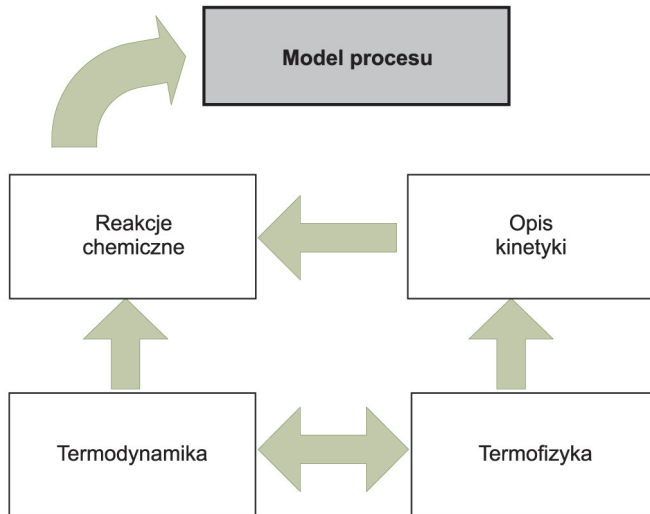 Model procesu
Reakcje
chemiczne
Opis
kinetyki
Termodynamika
Termofizyka